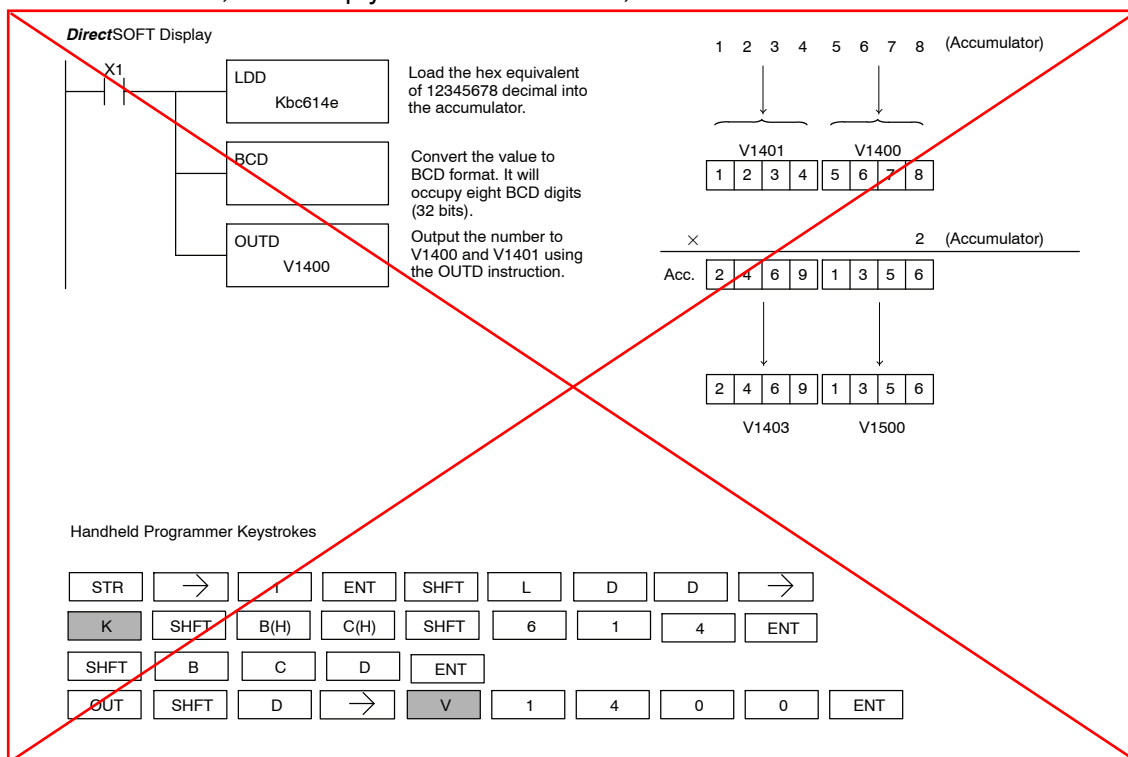 DirectSOFT Display
X1
LDD
Kbc614e
Load the hex equivalent
of 12345678 decimal into
the accumulator.
BCD
Convert the value to
BCD format. It will
occupy eight BCD digits
(32 bits).
OUTD
V1400
Output the number to
V1400 and V1401 using
the OUTD instruction.
1 2 3 4 5 6 7 8 (Accumulator)
V1401 V1400
1 2 3 4 5 6 7 8
× 2 (Accumulator)
Acc. 2 4 6 9 1 3 5 6
2 4 6 9 1 3 5 6
V1403 V1500
Handheld Programmer Keystrokes
STR → 1 ENT SHFT L D D →
K SHFT B(H) C(H) SHFT 6 1 4 ENT
SHFT B C D ENT
OUT SHFT D → V 1 4 0 0 ENT